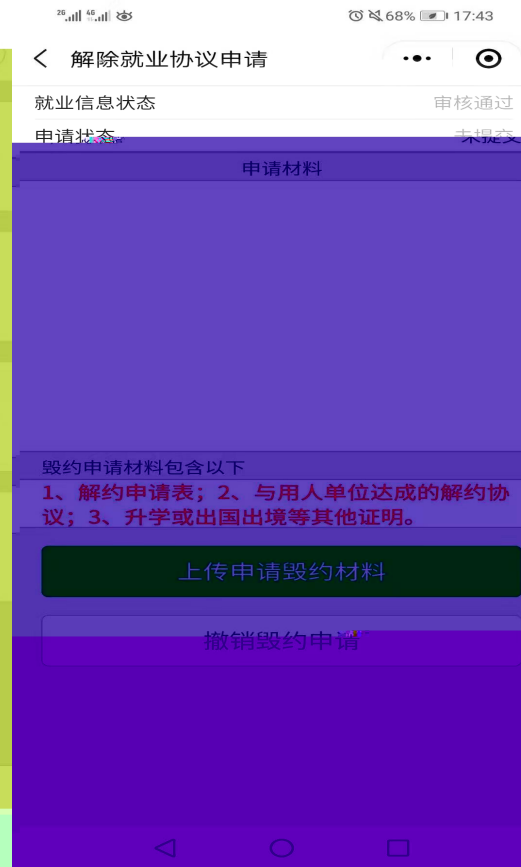 2G 4G 68% 17:43
解除就业协议申请
就业信息状态 审核通过
申请状态 未提交
申请材料
毁约申请材料包含以下
1、解约申请表；2、与用人单位达成的解约协
议；3、升学或出国出境等其他证明。
上传申请毁约材料
撤销毁约申请